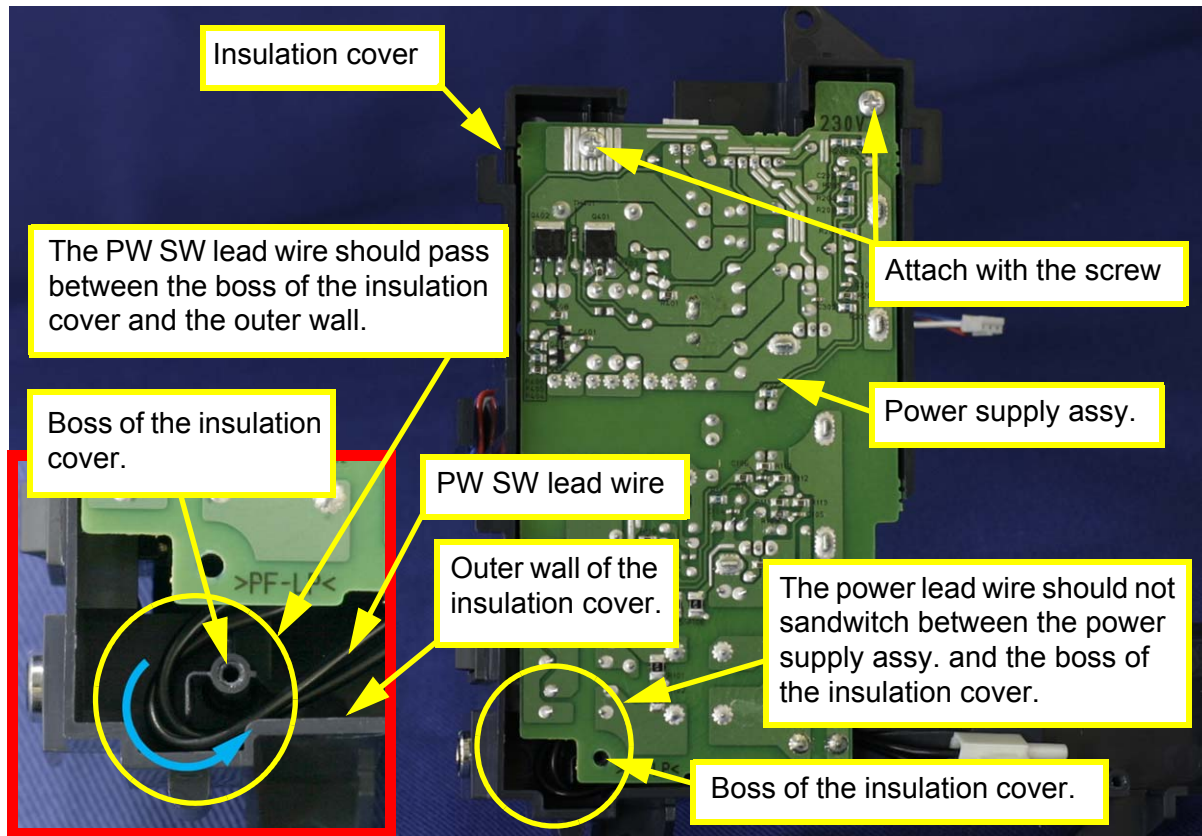 Insulation cover
230V
The PW SW lead wire should pass
between the boss of the insulation
cover and the outer wall.
Attach with the screw
Boss of the insulation
cover.
Power supply assy.
PW SW lead wire
Outer wall of the
insulation cover.
>PF-LP<
The power lead wire should not
sandwitch between the power
supply assy. and the boss of
the insulation cover.
Boss of the insulation cover.
Q402
Q401